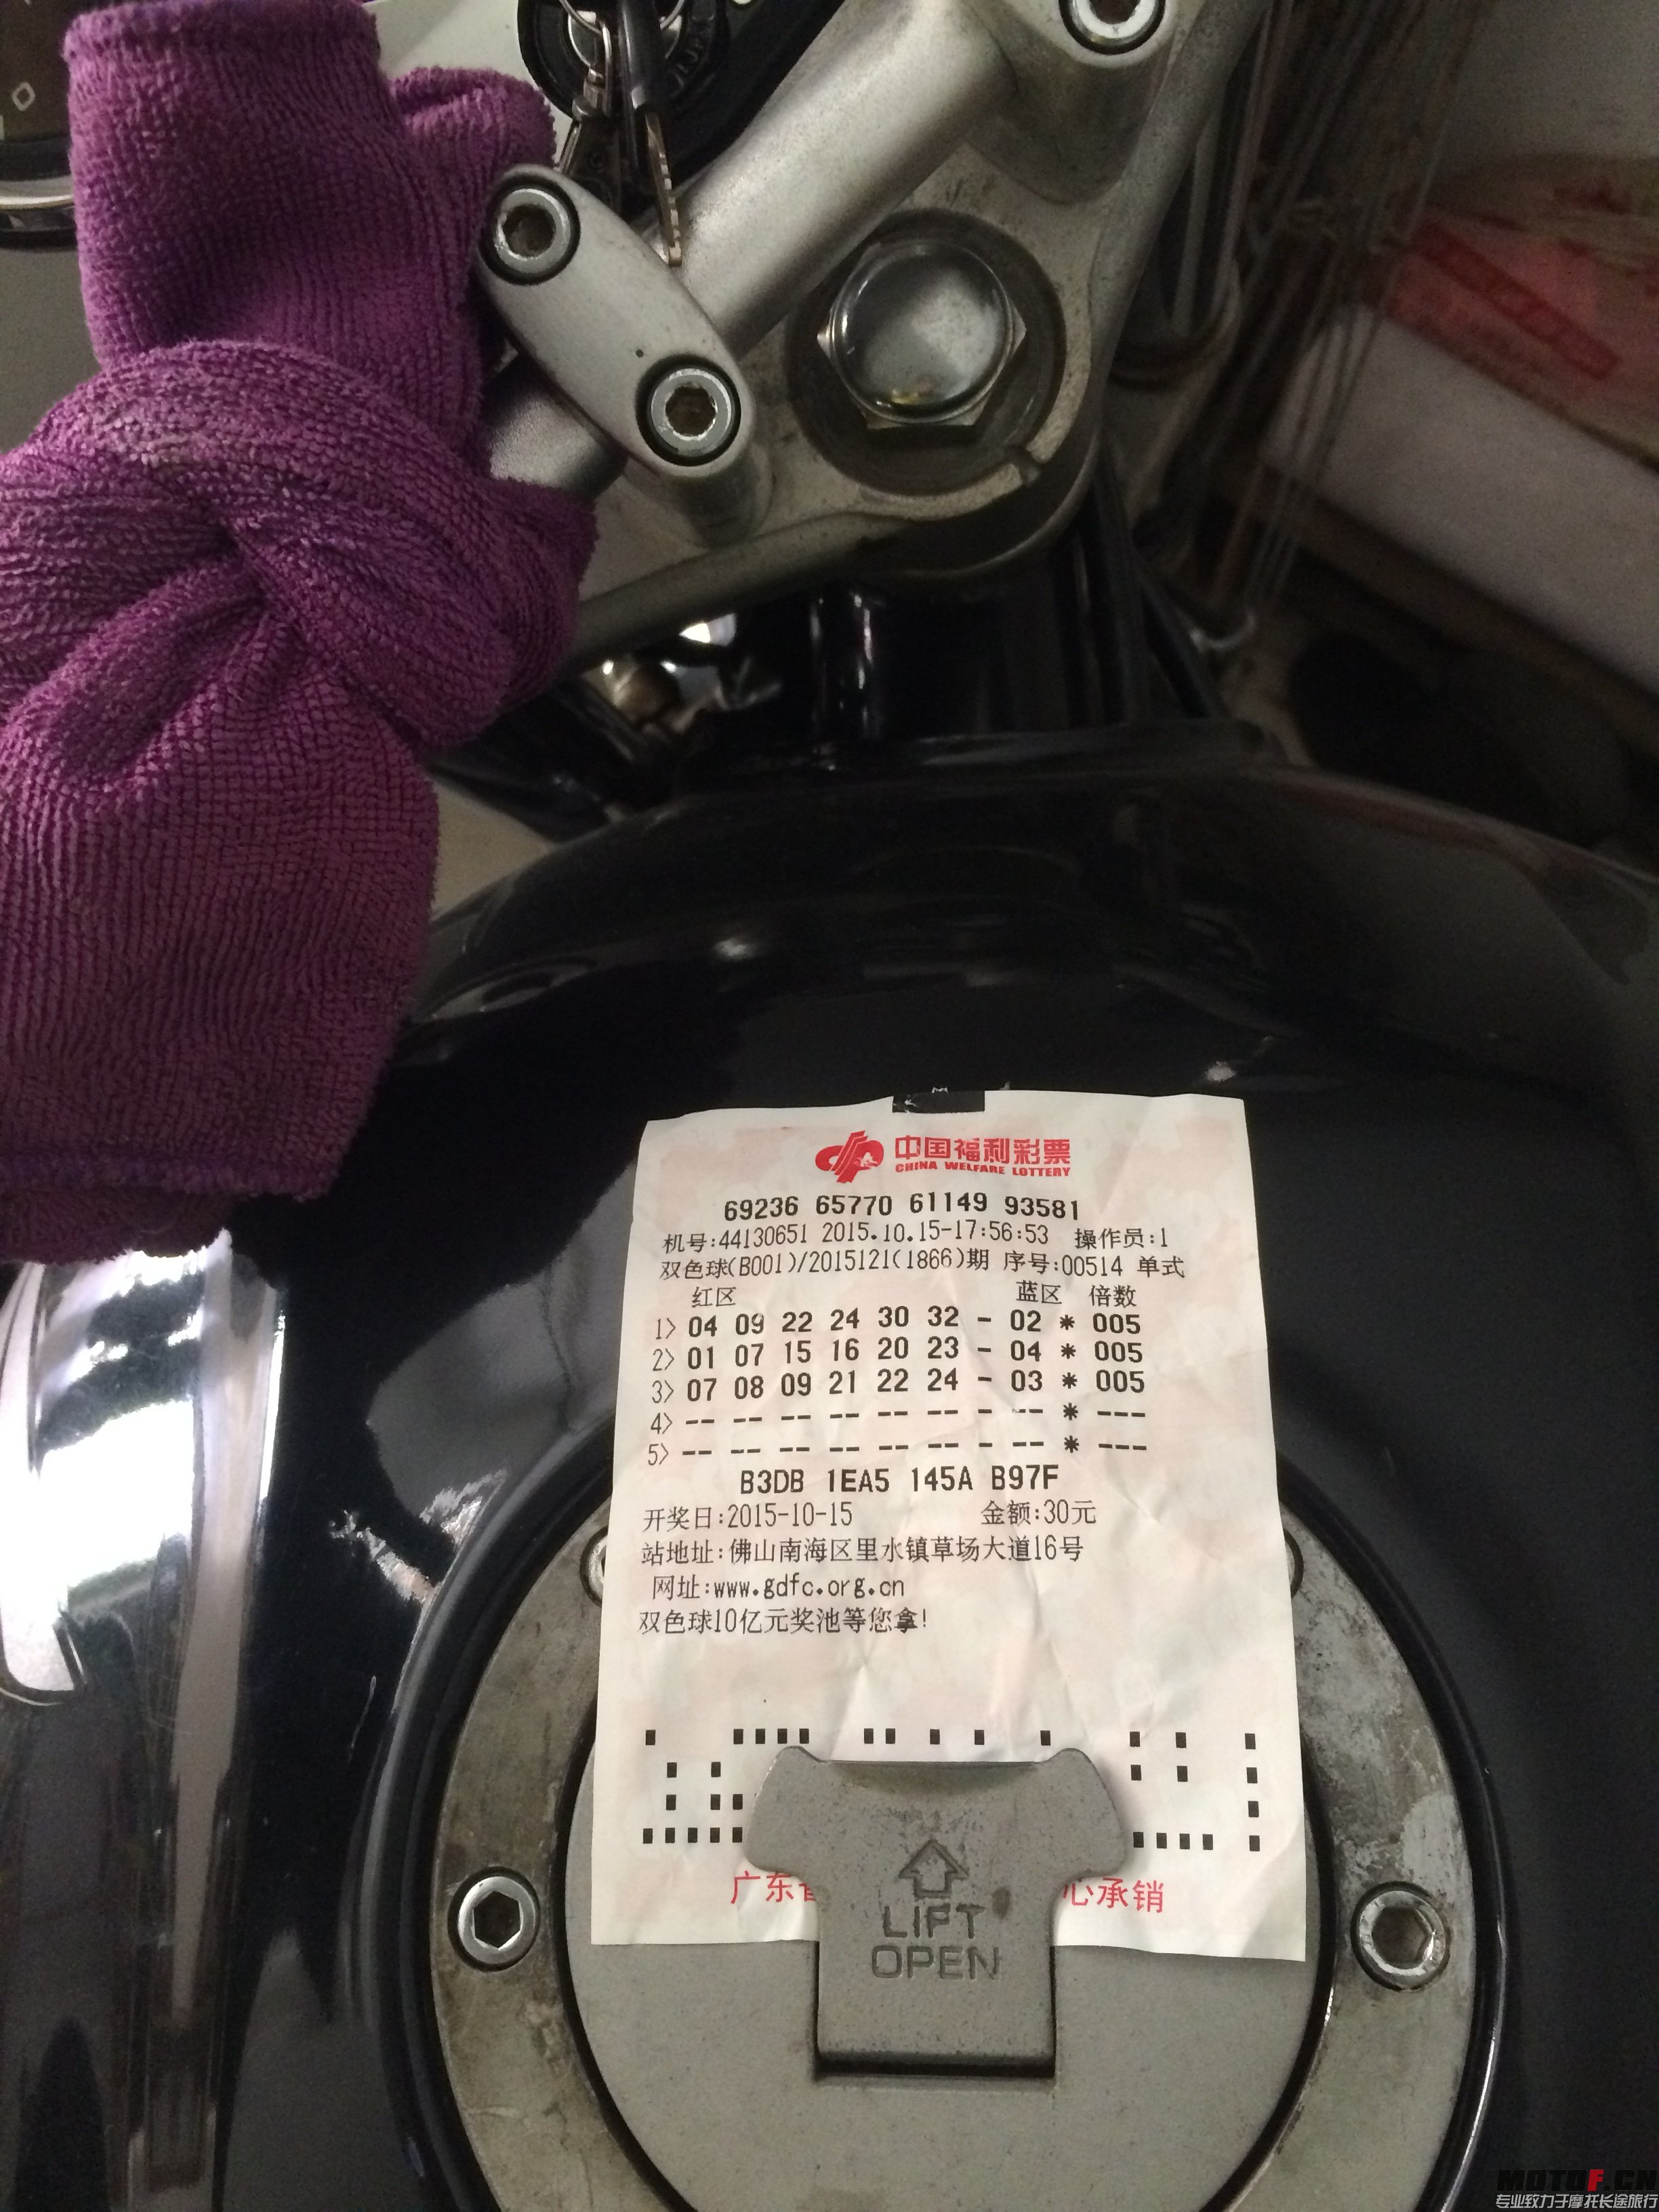 中国福利彩票
CHINA WELFARE LOTTERY
69236 65770 61149 93581
机号:44130651 2015.10.15-17:56:53 操作员:1
双色球(B001)/2015121(1866)期 序号:00514 单式
红区 蓝区 倍数
1> 04 09 22 24 30 32 - 02 * 005
2> 01 07 15 16 20 23 - 04 * 005
3> 07 08 09 21 22 24 - 03 * 005
4> -- -- -- -- -- -- - -- * ---
5> -- -- -- -- -- -- - -- * ---
B3DB 1EA5 145A B97F
开奖日:2015-10-15 金额:30元
站地址:佛山南海区里水镇草场大道16号
网址:www.gdfc.org.cn
双色球10亿元奖池等您拿!
广东 心承销
LIFT
OPEN
MOTOF.CN
专业致力于摩托长途旅行